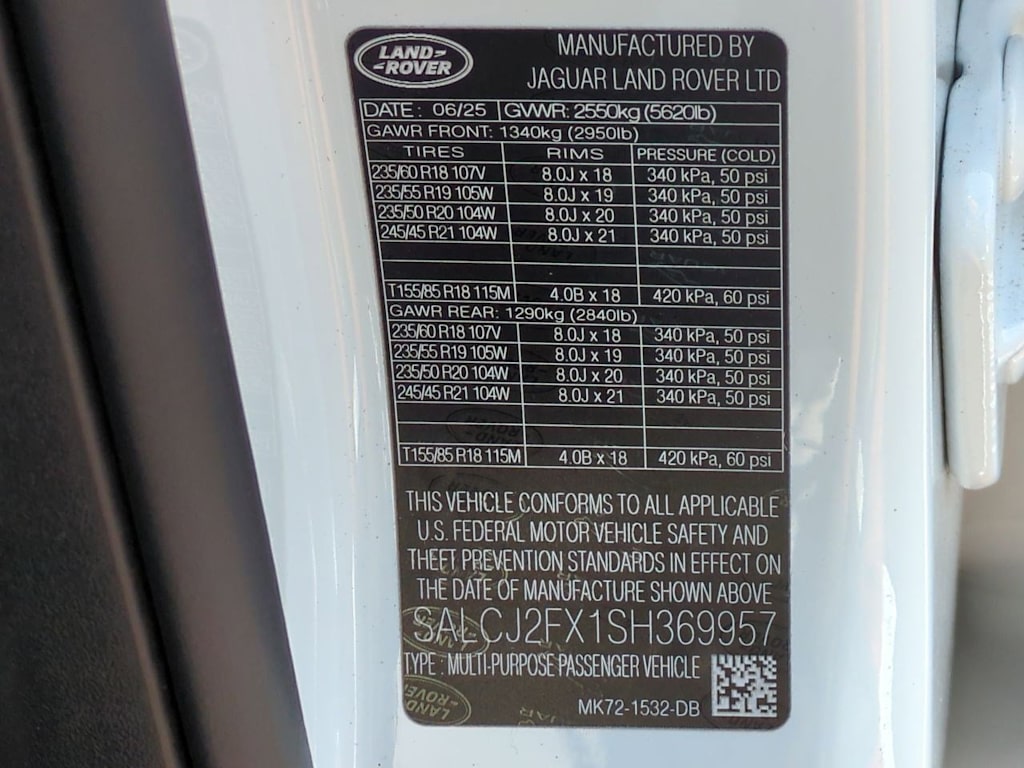 LAND-
-ROVER
MANUFACTURED BY
JAGUAR LAND ROVER LTD
DATE : 06/25 GVWR: 2550kg (5620lb)
GAWR FRONT: 1340kg (2950lb)
TIRES RIMS PRESSURE (COLD)
235/60 R18 107V 8.0J x 18 340 kPa, 50 psi
235/55 R19 105W 8.0J x 19 340 kPa, 50 psi
235/50 R20 104W 8.0J x 20 340 kPa, 50 psi
245/45 R21 104W 8.0J x 21 340 kPa, 50 psi
T155/85 R18 115M 4.0B x 18 420 kPa, 60 psi
GAWR REAR: 1290kg (2840lb)
235/60 R18 107V 8.0J x 18 340 kPa, 50 psi
235/55 R19 105W 8.0J x 19 340 kPa, 50 psi
235/50 R20 104W 8.0J x 20 340 kPa, 50 psi
245/45 R21 104W 8.0J x 21 340 kPa, 50 psi
T155/85 R18 115M 4.0B x 18 420 kPa, 60 psi
THIS VEHICLE CONFORMS TO ALL APPLICABLE
U.S. FEDERAL MOTOR VEHICLE SAFETY AND
THEFT PREVENTION STANDARDS IN EFFECT ON
THE DATE OF MANUFACTURE SHOWN ABOVE
SALCJ2FX1SH369957
TYPE : MULTI-PURPOSE PASSENGER VEHICLE
MK72-1532-DB